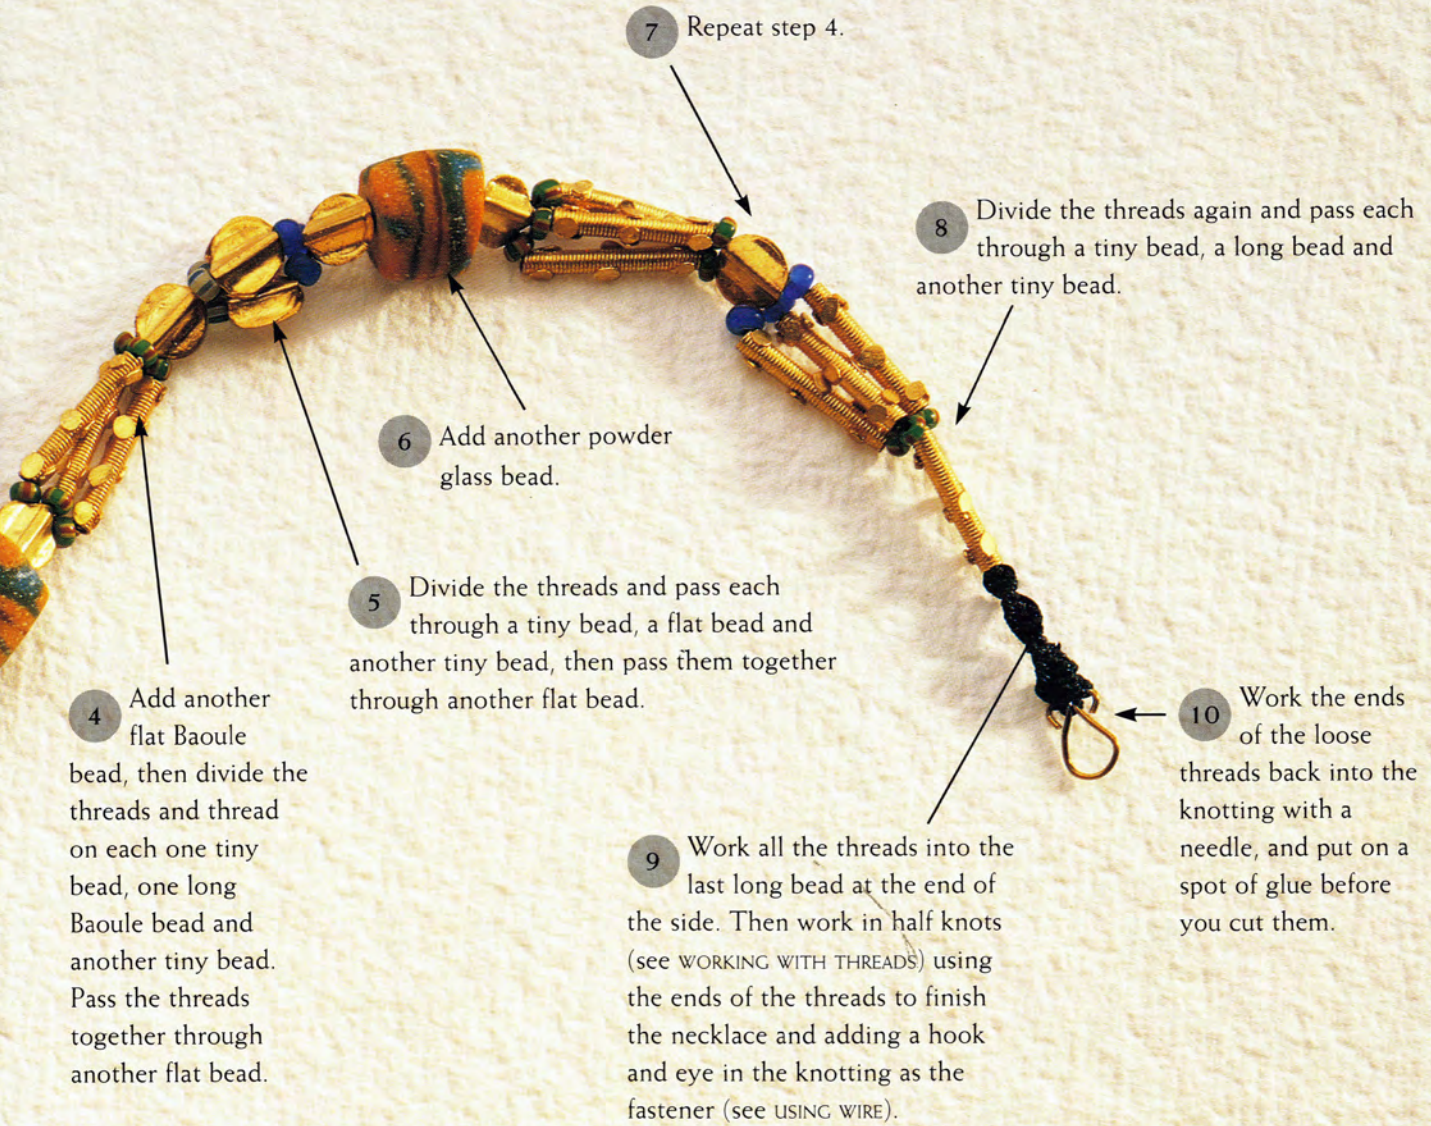 7 Repeat step 4.
8 Divide the threads again and pass each
through a tiny bead, a long bead and
another tiny bead.
6 Add another powder
glass bead.
5 Divide the threads and pass each
through a tiny bead, a flat bead and
another tiny bead, then pass them together
through another flat bead.
4 Add another
flat Baoule
bead, then divide the
threads and thread
on each one tiny
bead, one long
Baoule bead and
another tiny bead.
Pass the threads
together through
another flat bead.
9 Work all the threads into the
last long bead at the end of
the side. Then work in half knots
(see WORKING WITH THREADS) using
the ends of the threads to finish
the necklace and adding a hook
and eye in the knotting as the
fastener (see USING WIRE).
10 Work the ends
of the loose
threads back into the
knotting with a
needle, and put on a
spot of glue before
you cut them.